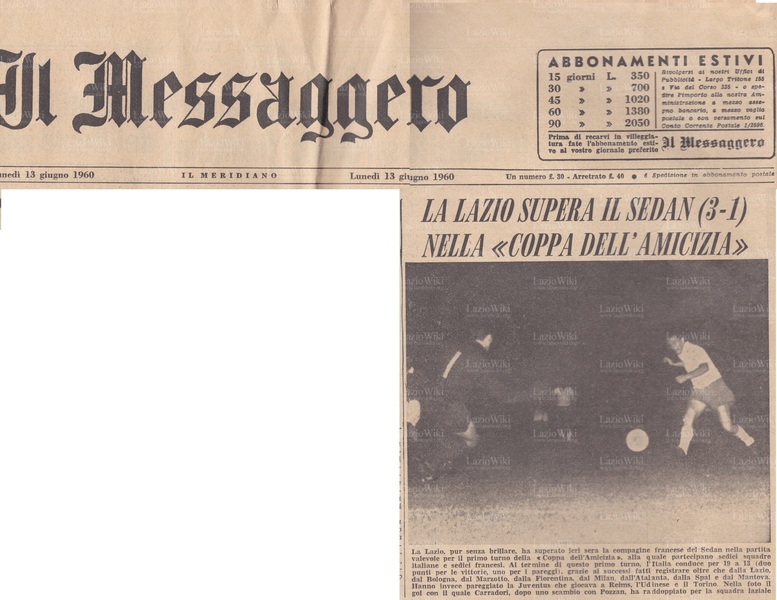 Il Messaggero
ABBONAMENTI ESTIVI
15 giorni L. 350
30 » » 700
45 » » 1020
60 » » 1380
90 » » 2050
Rivolgersi ai nostri Uffici di
Pubblicità - Largo Tritone 155
e Via del Corso 335 - o spe-
dire l'importo alla nostra Am-
ministrazione a mezzo asse-
gno bancario, a mezzo vaglia
postale o con versamento sul
Conto Corrente Postale
Prima di recarvi in villeggia-
tura fate l'abbonamento esti-
vo al vostro giornale preferito
Il Messaggero
unedì 13 giugno 1960 IL MERIDIANO Lunedì 13 giugno 1960 Un numero £. 30 - Arretrato £. 40 ● Spedizione in abbonamento postale
LA LAZIO SUPERA IL SEDAN (3-1)
NELLA «COPPA DELL'AMICIZIA»
LazioWiki
La Lazio, pur senza brillare, ha superato ieri sera la compagine francese del Sedan nella partita
valevole per il primo turno della «Coppa dell'Amicizia», alla quale partecipano sedici squadre
italiane e sedici francesi. Al termine di questo primo turno, l'Italia conduce per 19 a 13 (due
punti per le vittorie, uno per i pareggi), grazie ai successi fatti registrare oltre che dalla Lazio,
dal Bologna, dal Marzotto, dalla Fiorentina, dal Milan, dall'Atalanta, dalla Spal e dal Mantova.
Hanno invece pareggiato la Juventus che giocava a Reims, l'Udinese e il Torino. Nella foto il
gol con il quale Carradori, dopo uno scambio con Pozzan, ha raddoppiato per la squadra laziale